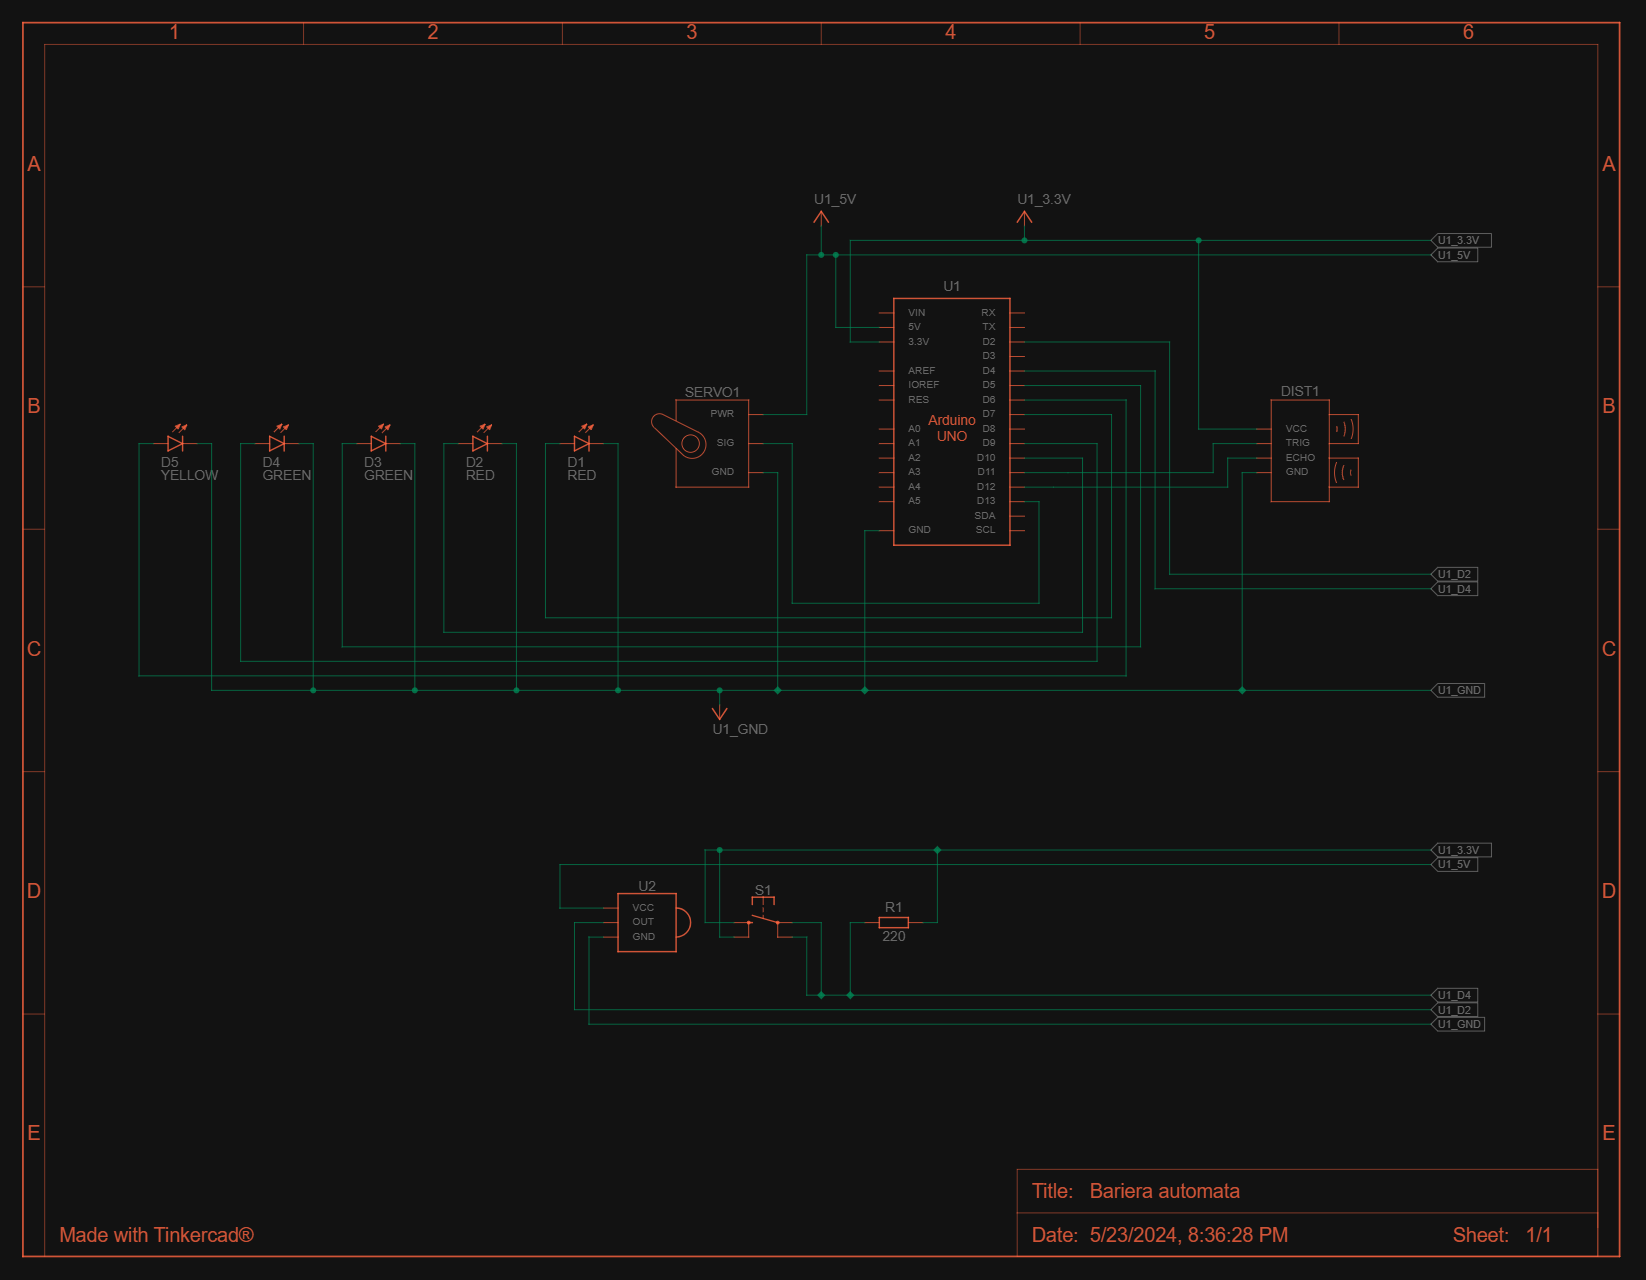 1 2 3 4 5 6
A A
U1_5V U1_3.3V
U1_3.3V
U1_5V
U1
VIN RX
5V TX
3.3V D2
D3
AREF D4
IOREF D5
RES D6
D7
Arduino
UNO
A0 D8
A1 D9
A2 D10
A3 D11
A4 D12
A5 D13
SDA
GND SCL
B B
SERVO1
PWR
SIG
GND
DIST1
VCC
TRIG
ECHO
GND
D5
YELLOW
D4
GREEN
D3
GREEN
D2
RED
D1
RED
U1_D2
U1_D4
C C
U1_GND
U1_GND
U1_3.3V
U1_5V
D D
U2
VCC
OUT
GND
S1
R1
220
U1_D4
U1_D2
U1_GND
E E
Title: Bariera automata
Made with Tinkercad®
Date: 5/23/2024, 8:36:28 PM Sheet: 1/1